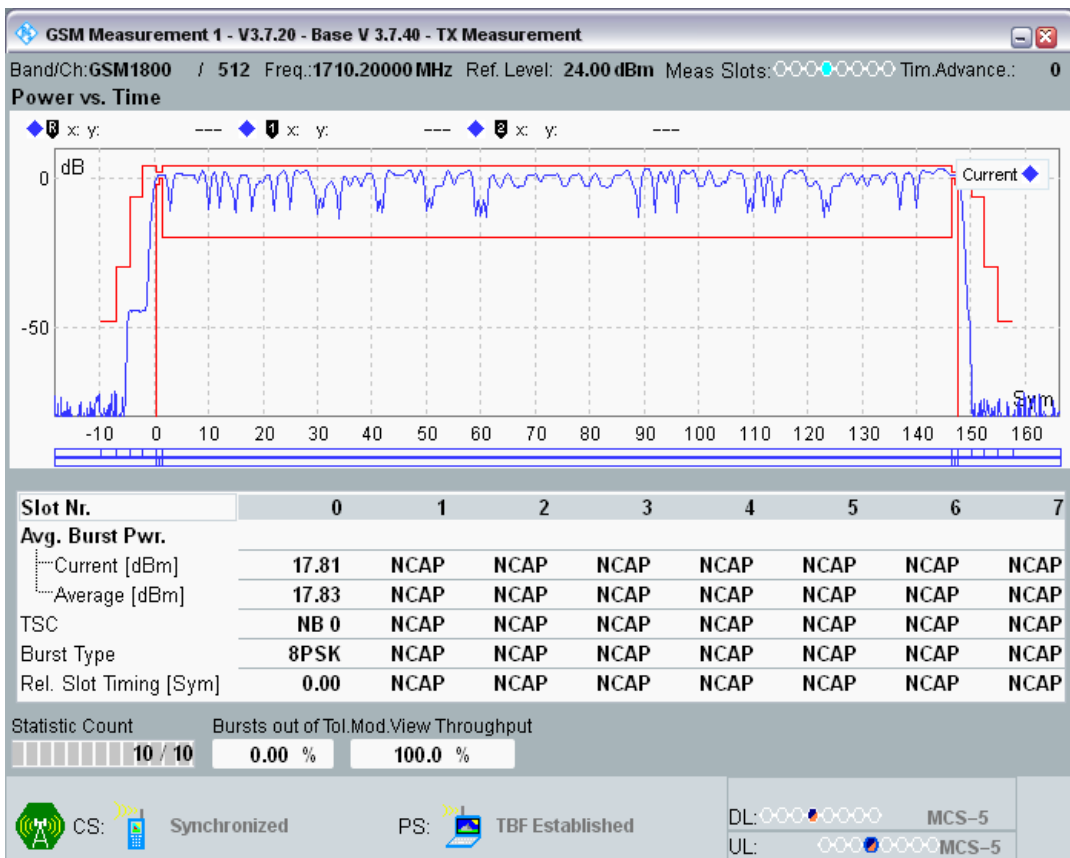 GSM Measurement 1 - V3.7.20 - Base V 3.7.40 - TX Measurement
Band/Ch:GSM1800 / 512 Freq.:1710.20000 MHz Ref. Level: 24.00 dBm Meas Slots: Tim.Advance.: 0
Power vs. Time
R x: y: --- 1 x: y: --- 2 x: y: ---
dB
Current
0
-50
Sym
-10 0 10 20 30 40 50 60 70 80 90 100 110 120 130 140 150 160
Slot Nr. 0 1 2 3 4 5 6 7
Avg. Burst Pwr.
Current [dBm] 17.81 NCAP NCAP NCAP NCAP NCAP NCAP NCAP
Average [dBm] 17.83 NCAP NCAP NCAP NCAP NCAP NCAP NCAP
TSC NB 0 NCAP NCAP NCAP NCAP NCAP NCAP NCAP
Burst Type 8PSK NCAP NCAP NCAP NCAP NCAP NCAP NCAP
Rel. Slot Timing [Sym] 0.00 NCAP NCAP NCAP NCAP NCAP NCAP NCAP
Statistic Count Bursts out of Tol.Mod.View Throughput
10 / 10 0.00 % 100.0 %
CS: Synchronized PS: TBF Established
DL: MCS-5
UL: MCS-5